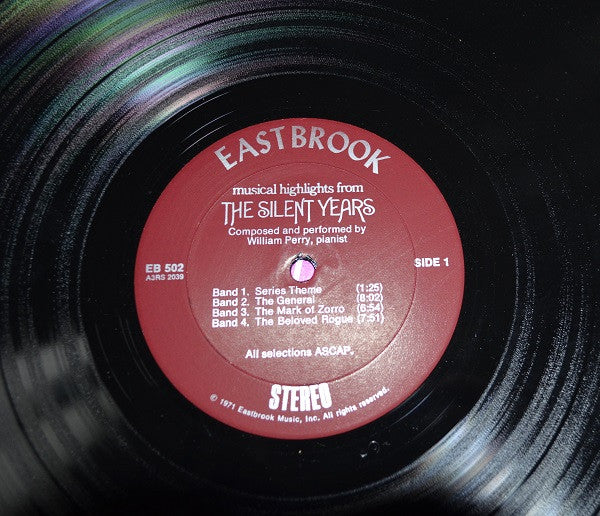 EASTBROOK
musical highlights from
THE SILENT YEARS
Composed and performed by
William Perry, pianist
EB 502
A3RS 2039
SIDE 1
Band 1. Series Theme (1:25)
Band 2. The General (8:02)
Band 3. The Mark of Zorro (6:54)
Band 4. The Beloved Rogue (7:51)
All selections ASCAP.
STEREO
© 1971 Eastbrook Music, Inc. All rights reserved.